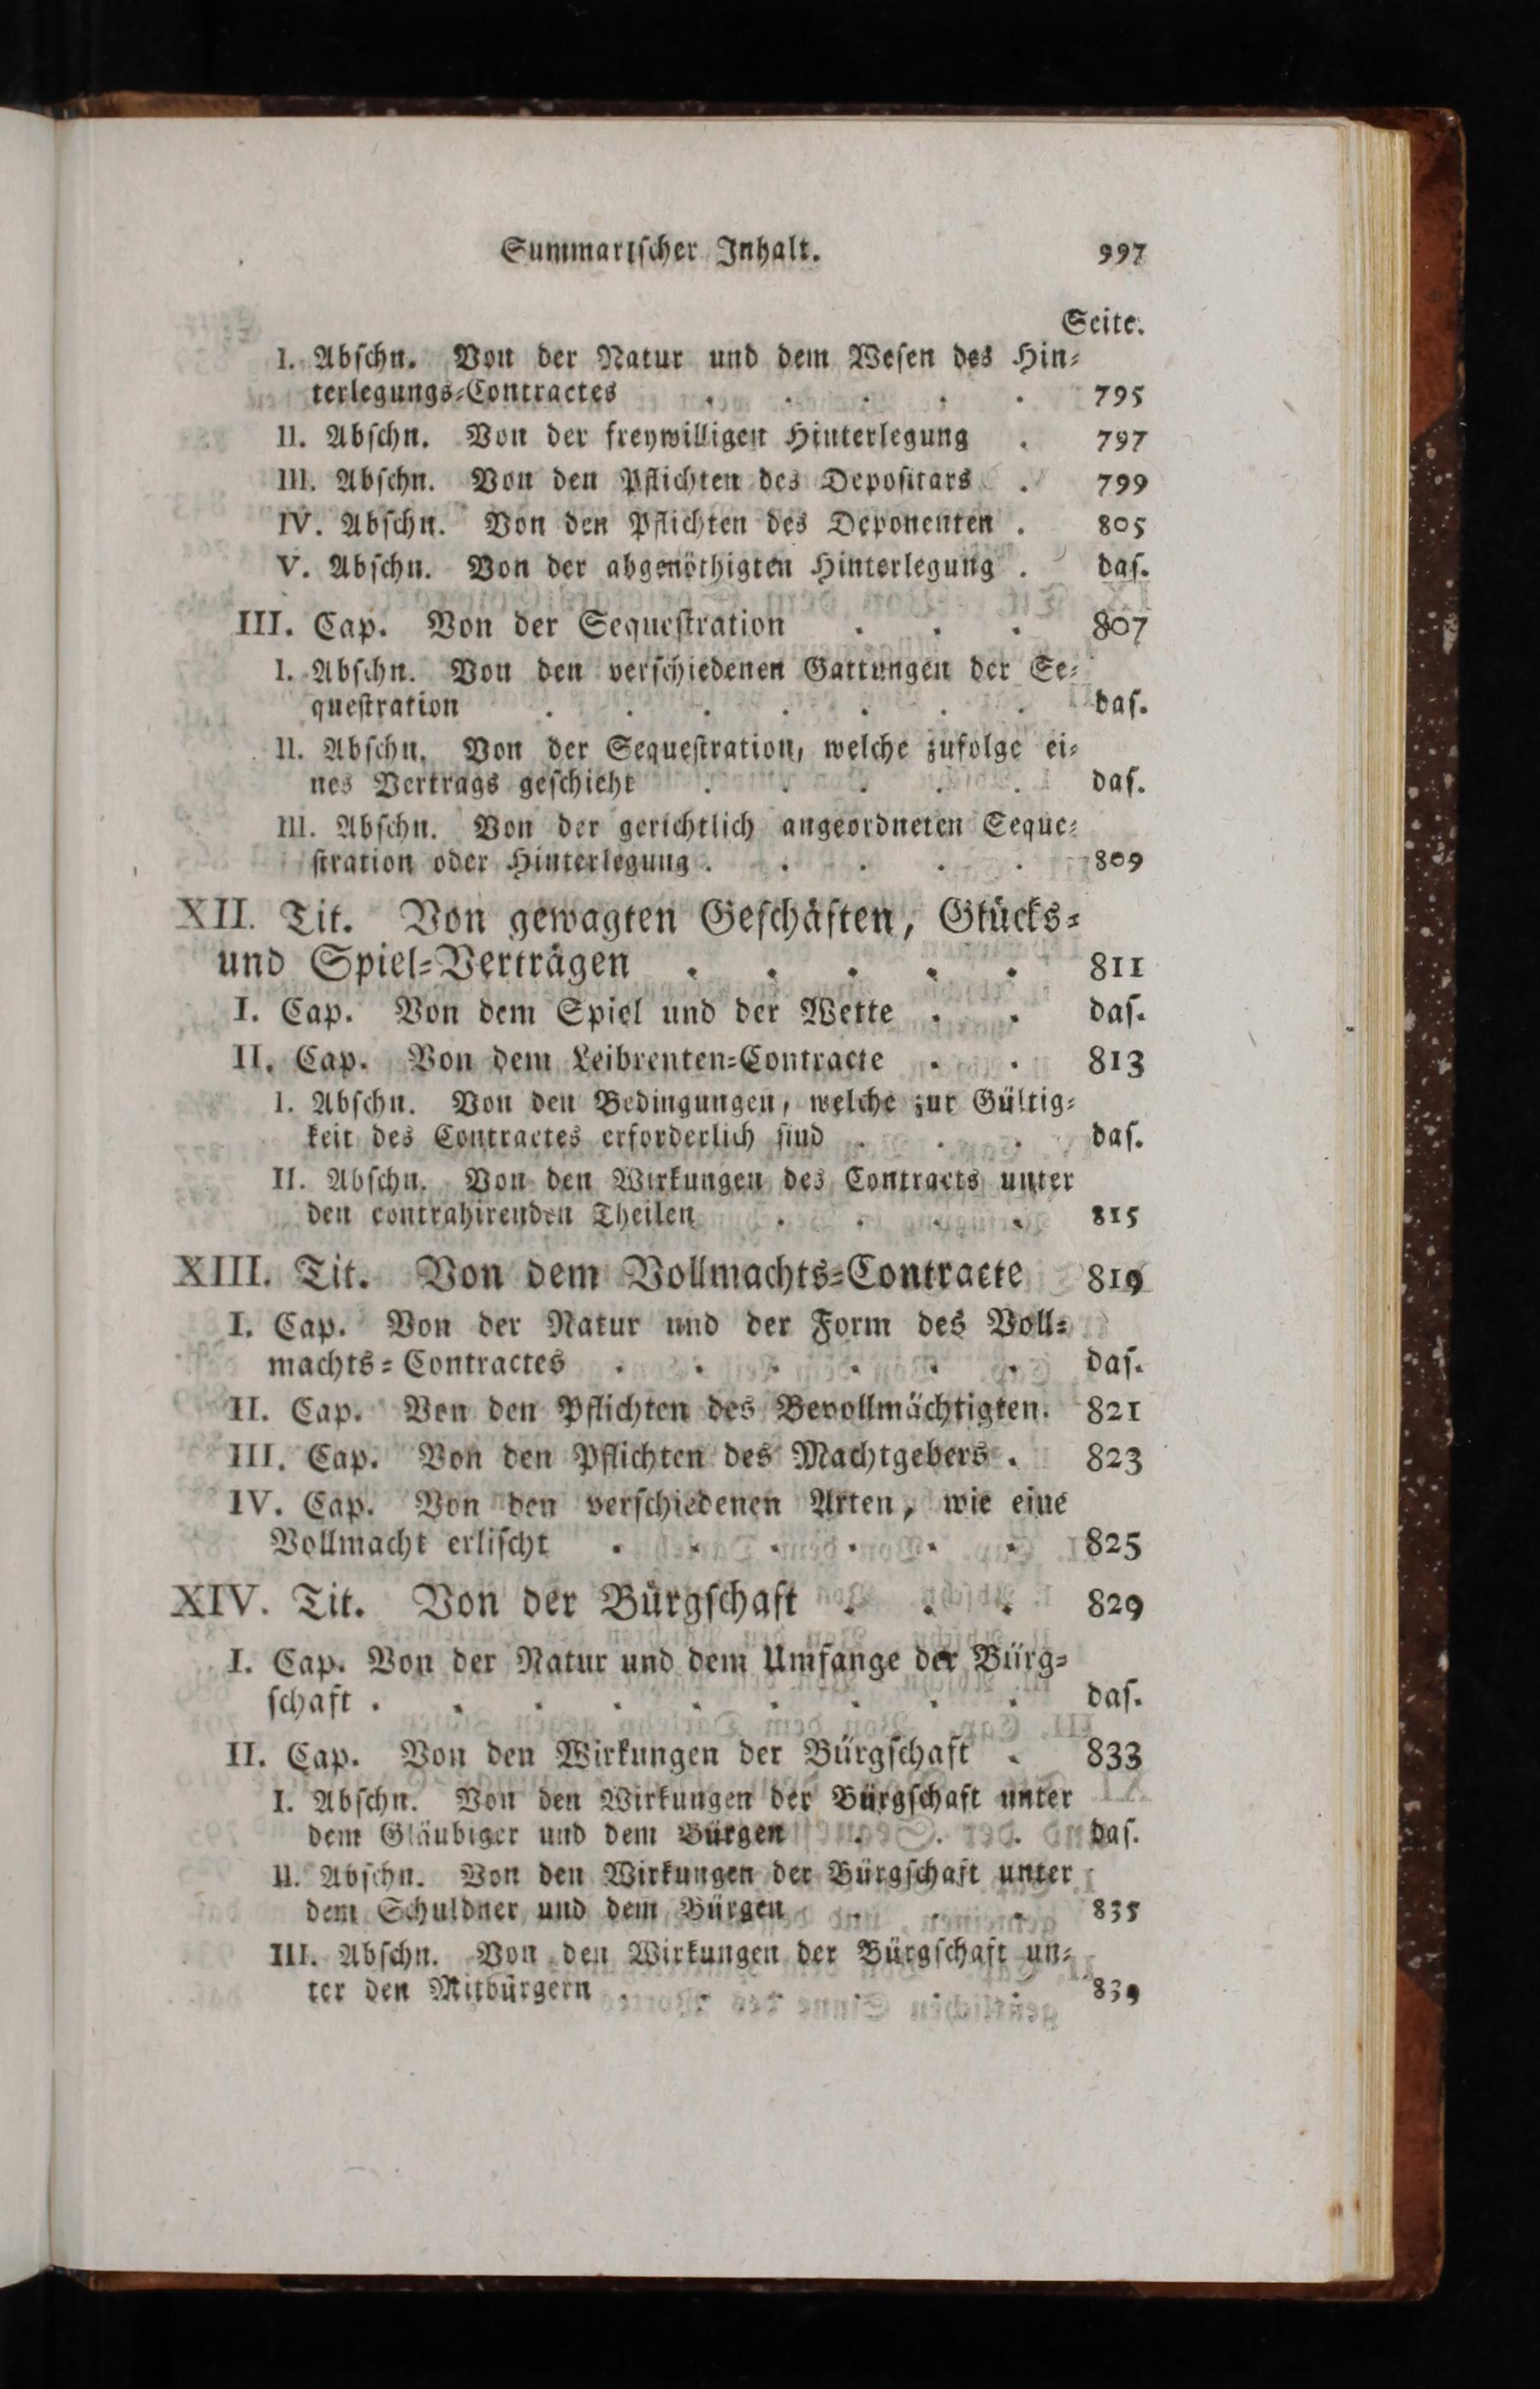 Summariſcher Inhalt. 997
Seite.
I. Abſchn. Von der Natur und dem Weſen des Hin⸗
terlegungs⸗Contractes . . . . . 795
II. Abſchn. Von der freywilligen Hinterlegung . 797
III. Abſchn. Von den Pflichten des Depoſitars . 799
IV. Abſchn. Von den Pflichten des Deponenten . 805
V. Abſchn. Von der abgenöthigten Hinterlegung . daſ.
III. Cap. Von der Sequeſtration . . . 807
I. Abſchn. Von den verſchiedenen Gattungen der Se⸗
queſtration . . . . . . . daſ.
II. Abſchn. Von der Sequeſtration, welche zufolge ei⸗
nes Vertrags geſchieht . . . . . daſ.
III. Abſchn. Von der gerichtlich angeordneten Seque⸗
ſtration oder Hinterlegung . . . . . 809
XII. Tit. Von gewagten Geſchäften, Glücks⸗
und Spiel⸗Verträgen . . . . . 811
I. Cap. Von dem Spiel und der Wette . . daſ.
II. Cap. Von dem Leibrenten⸗Contracte . . 813
I. Abſchn. Von den Bedingungen, welche zur Gültig⸗
keit des Contractes erforderlich ſind . . . daſ.
II. Abſchn. Von den Wirkungen des Contracts unter
den contrahirenden Theilen . . . . 815
XIII. Tit. Von dem Vollmachts⸗Contracte 819
I. Cap. Von der Natur und der Form des Voll⸗
machts⸗Contractes . . . . . . daſ.
II. Cap. Von den Pflichten des Bevollmächtigten. 821
III. Cap. Von den Pflichten des Machtgebers . 823
IV. Cap. Von den verſchiedenen Arten, wie eine
Vollmacht erliſcht . . . . . . 825
XIV. Tit. Von der Bürgſchaft . . . 829
I. Cap. Von der Natur und dem Umfange der Bürg⸗
ſchaft . . . . . . . . . daſ.
II. Cap. Von den Wirkungen der Bürgſchaft . 833
I. Abſchn. Von den Wirkungen der Bürgſchaft unter
dem Gläubiger und dem Bürgen . . . daſ.
II. Abſchn. Von den Wirkungen der Bürgſchaft unter
dem Schuldner und dem Bürgen . . . 835
III. Abſchn. Von den Wirkungen der Bürgſchaft un⸗
ter den Mitbürgern . . . . . . 839